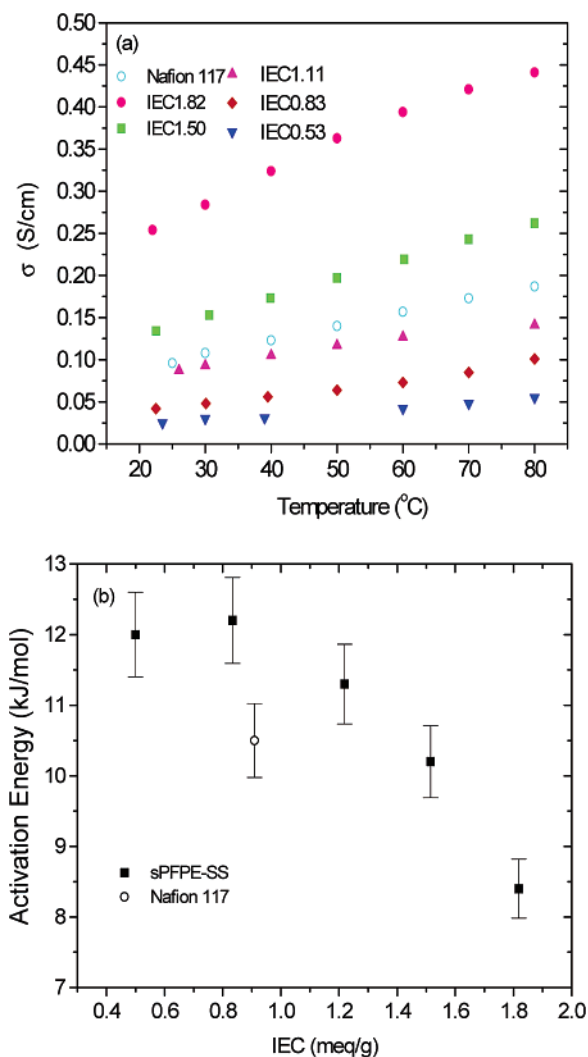 (a)
Nafion 117
IEC1.82
IEC1.50
IEC1.11
IEC0.83
IEC0.53
0.50
0.45
0.40
0.35
0.30
0.25
0.20
0.15
0.10
0.05
0.00
σ (S/cm)
20 30 40 50 60 70 80
Temperature (°C)
(b)
13
12
11
10
9
8
7
Activation Energy (kJ/mol)
sPFPE-SS
Nafion 117
0.4 0.6 0.8 1.0 1.2 1.4 1.6 1.8 2.0
IEC (meq/g)